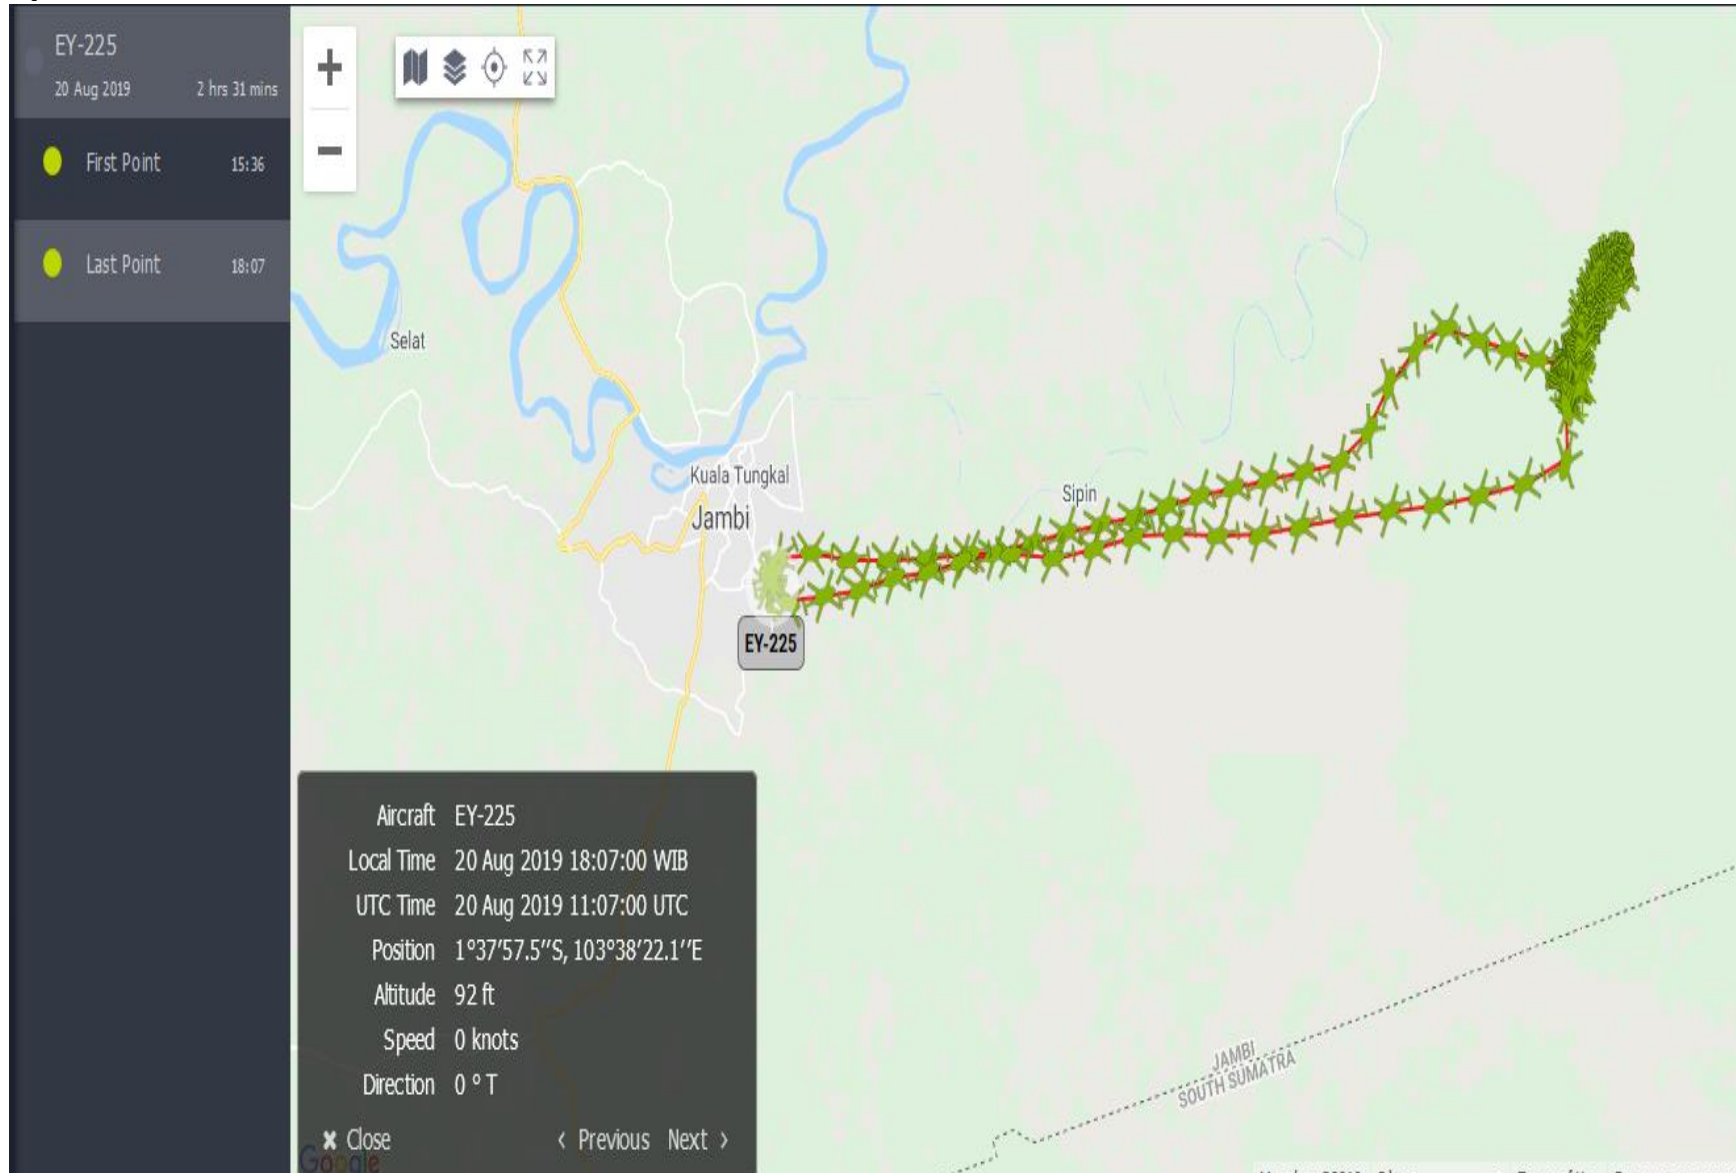 EY-225
20 Aug 2019 2 hrs 31 mins
First Point 15:36
Last Point 18:07
Selat
Kuala Tungkal
Jambi
Sipin
EY-225
Aircraft EY-225
Local Time 20 Aug 2019 18:07:00 WIB
UTC Time 20 Aug 2019 11:07:00 UTC
Position 1°37'57.5''S, 103°38'22.1''E
Altitude 92 ft
Speed 0 knots
Direction 0 ° T
✖ Close ‹ Previous Next ›
Google
JAMBI
SOUTH SUMATRA